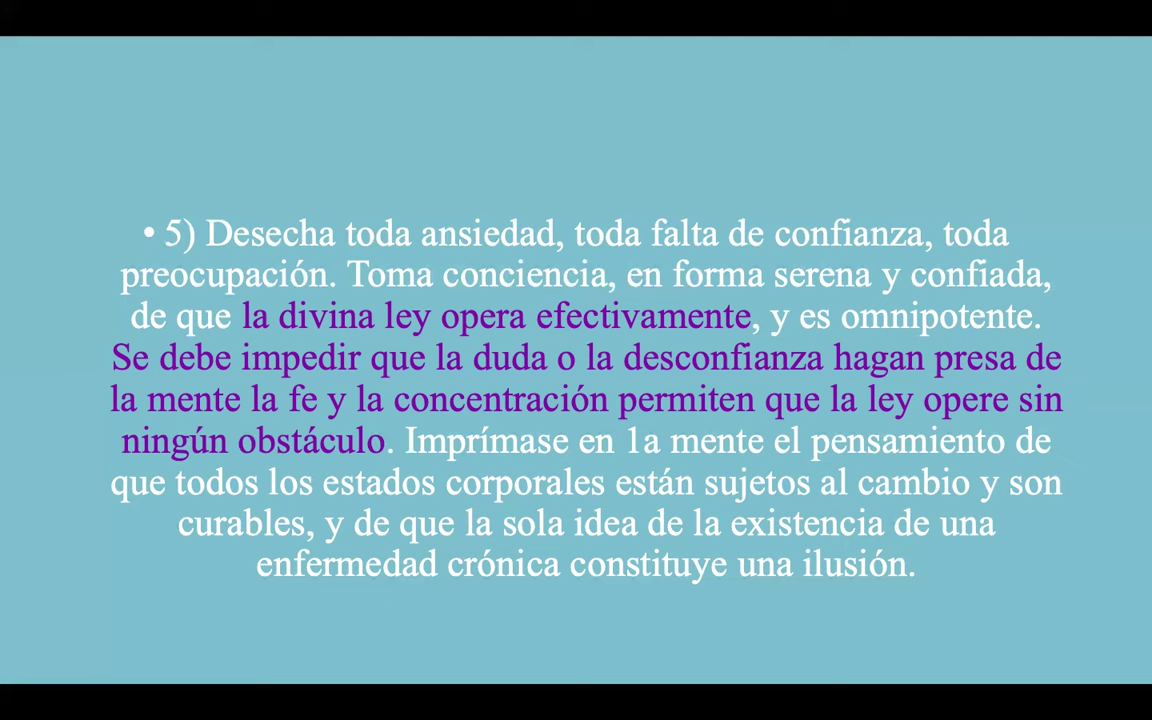 • 5) Desecha toda ansiedad, toda falta de confianza, toda
preocupación. Toma conciencia, en forma serena y confiada,
de que la divina ley opera efectivamente, y es omnipotente.
Se debe impedir que la duda o la desconfianza hagan presa de
la mente la fe y la concentración permiten que la ley opere sin
ningún obstáculo. Imprímase en 1a mente el pensamiento de
que todos los estados corporales están sujetos al cambio y son
curables, y de que la sola idea de la existencia de una
enfermedad crónica constituye una ilusión.